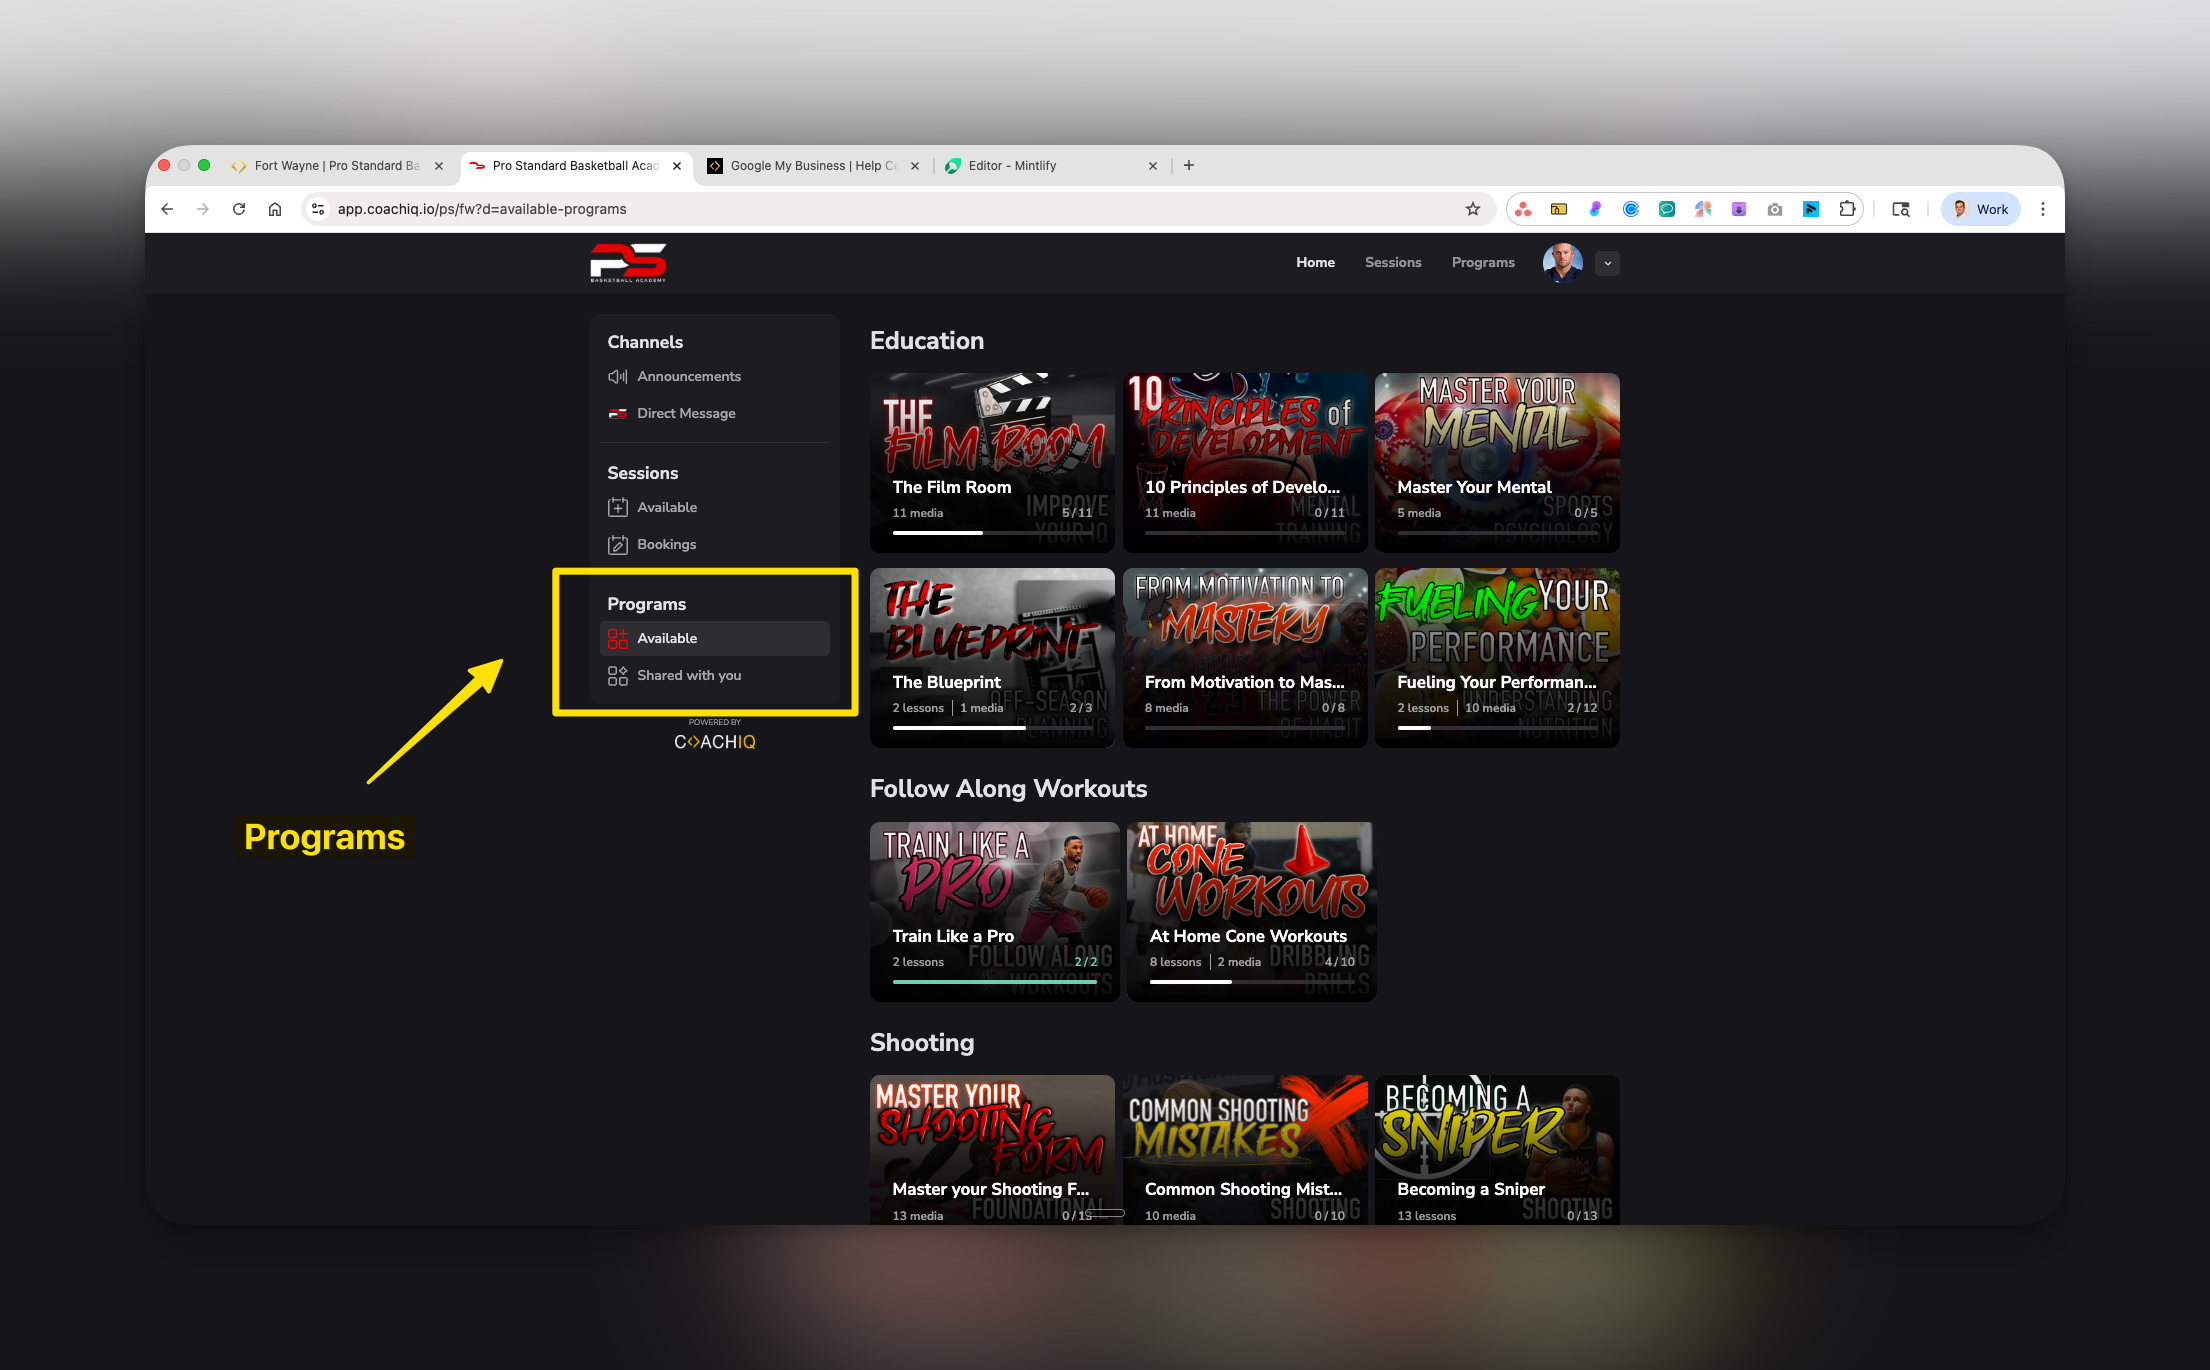 Fort Wayne | Pro Standard Ba
Pro Standard Basketball Acad
Google My Business | Help Ce
Editor - Mintlify
app.coachiq.io/ps/fw?d=available-programs
Work
PS
BASKETBALL ACADEMY
Home
Sessions
Programs
Channels
Announcements
Direct Message
Sessions
Available
Bookings
Programs
Available
Shared with you
POWERED BY
COACHIQ
Programs
Education
THE
FILM ROOM
IMPROVE
YOUR IQ
The Film Room
11 media
5 / 11
10 PRINCIPLES of
DEVELOPMENT
MENTAL
TRAINING
10 Principles of Develo...
11 media
0 / 11
MASTER YOUR
MENTAL
SPORTS
PSYCHOLOGY
Master Your Mental
5 media
0 / 5
THE
BLUEPRINT
OFF-SEASON
PLANNING
The Blueprint
2 lessons | 1 media
2 / 3
FROM MOTIVATION TO
MASTERY
THE POWER
OF HABIT
From Motivation to Mas...
8 media
0 / 8
FUELING YOUR
PERFORMANCE
UNDERSTANDING
NUTRITION
Fueling Your Performan...
2 lessons | 10 media
2 / 12
Follow Along Workouts
TRAIN LIKE A
PRO
FOLLOW ALONG
WORKOUTS
Train Like a Pro
2 lessons
2 / 2
AT HOME
CONE
WORKOUTS
DRIBBLING
DRILLS
At Home Cone Workouts
8 lessons | 2 media
4 / 10
Shooting
MASTER YOUR
SHOOTING
FORM
FOUNDATIONAL
Master your Shooting F...
13 media
0 / 13
COMMON SHOOTING
MISTAKES
SHOOTING
Common Shooting Mist...
10 media
0 / 10
BECOMING A
SNIPER
SHOOTING
Becoming a Sniper
13 lessons
0 / 13